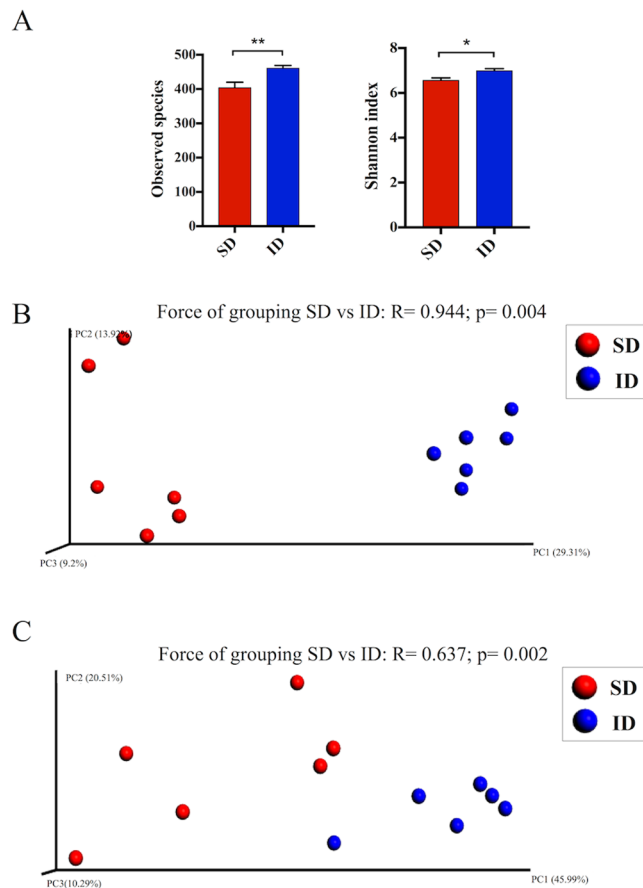 A
**
*
500
400
300
200
100
0
Observed species
SD
ID
8
6
4
2
0
Shannon index
SD
ID
B
Force of grouping SD vs ID: R= 0.944; p= 0.004
PC2 (13.92%)
SD
ID
PC3 (9.2%)
PC1 (29.31%)
C
Force of grouping SD vs ID: R= 0.637; p= 0.002
PC2 (20.51%)
SD
ID
PC3(10.29%)
PC1 (45.99%)